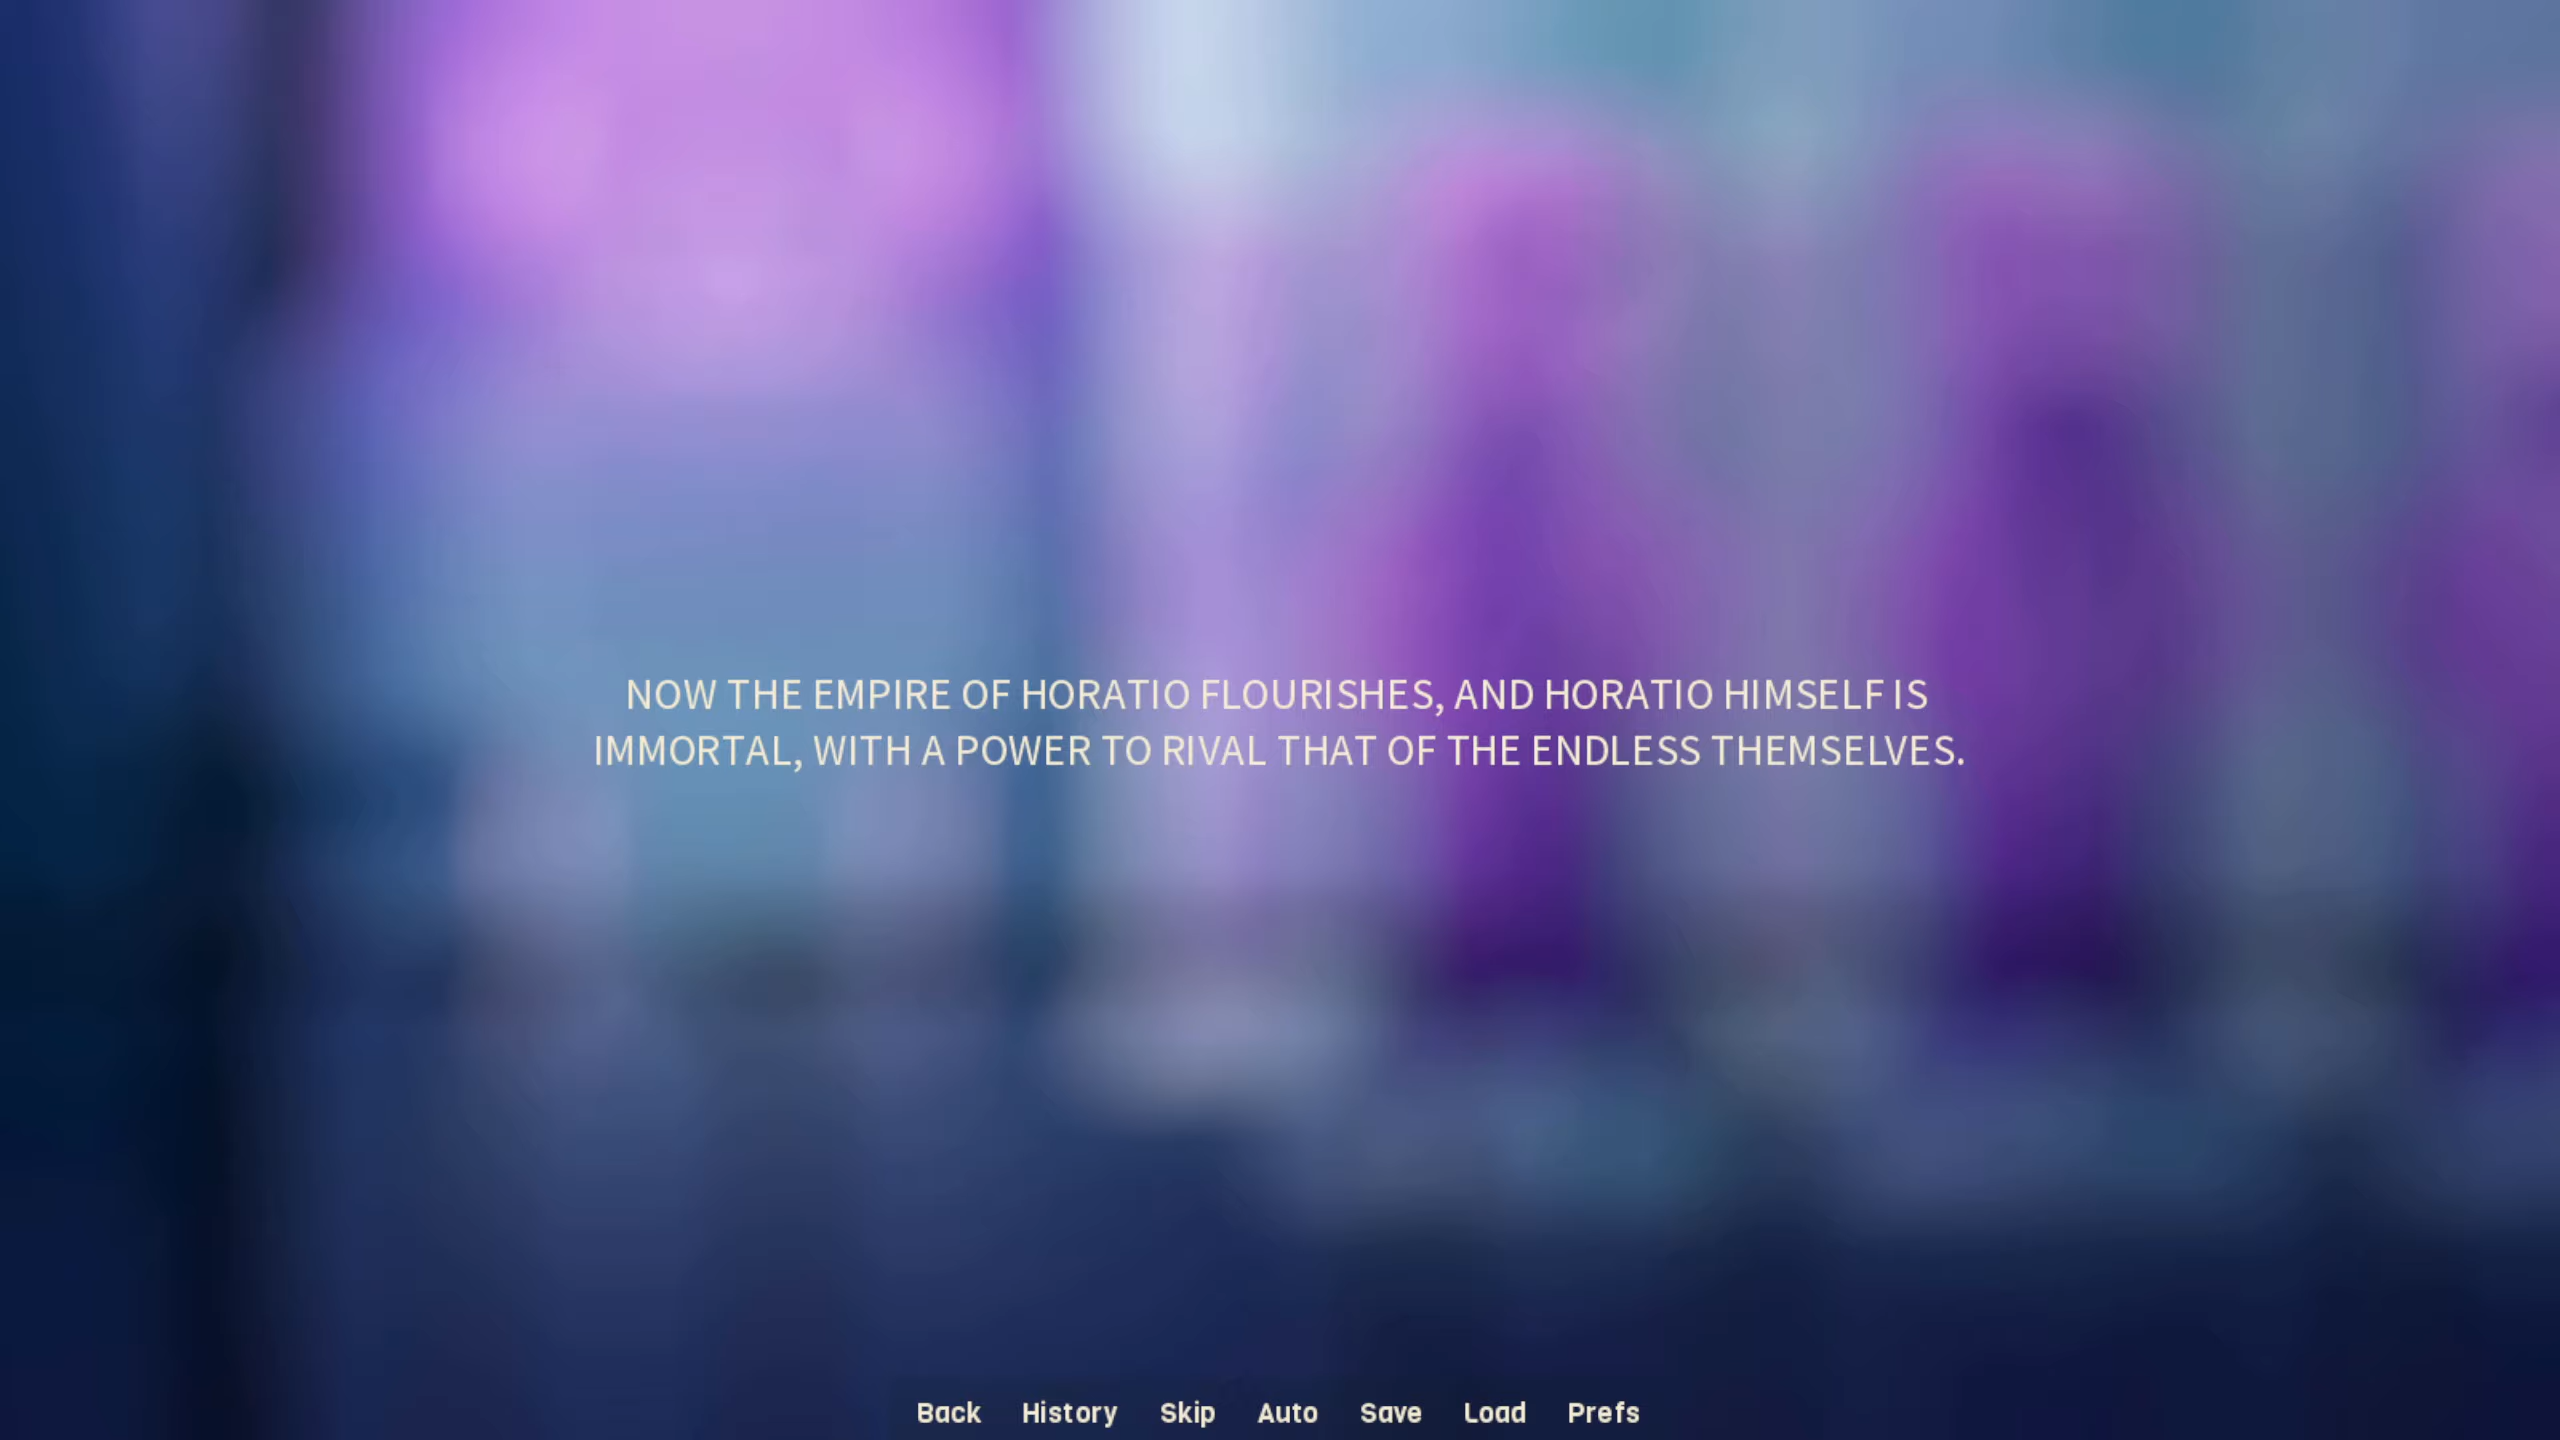 NOW THE EMPIRE OF HORATIO FLOURISHES, AND HORATIO HIMSELF IS
IMMORTAL, WITH A POWER TO RIVAL THAT OF THE ENDLESS THEMSELVES.
Back History Skip Auto Save Load Prefs